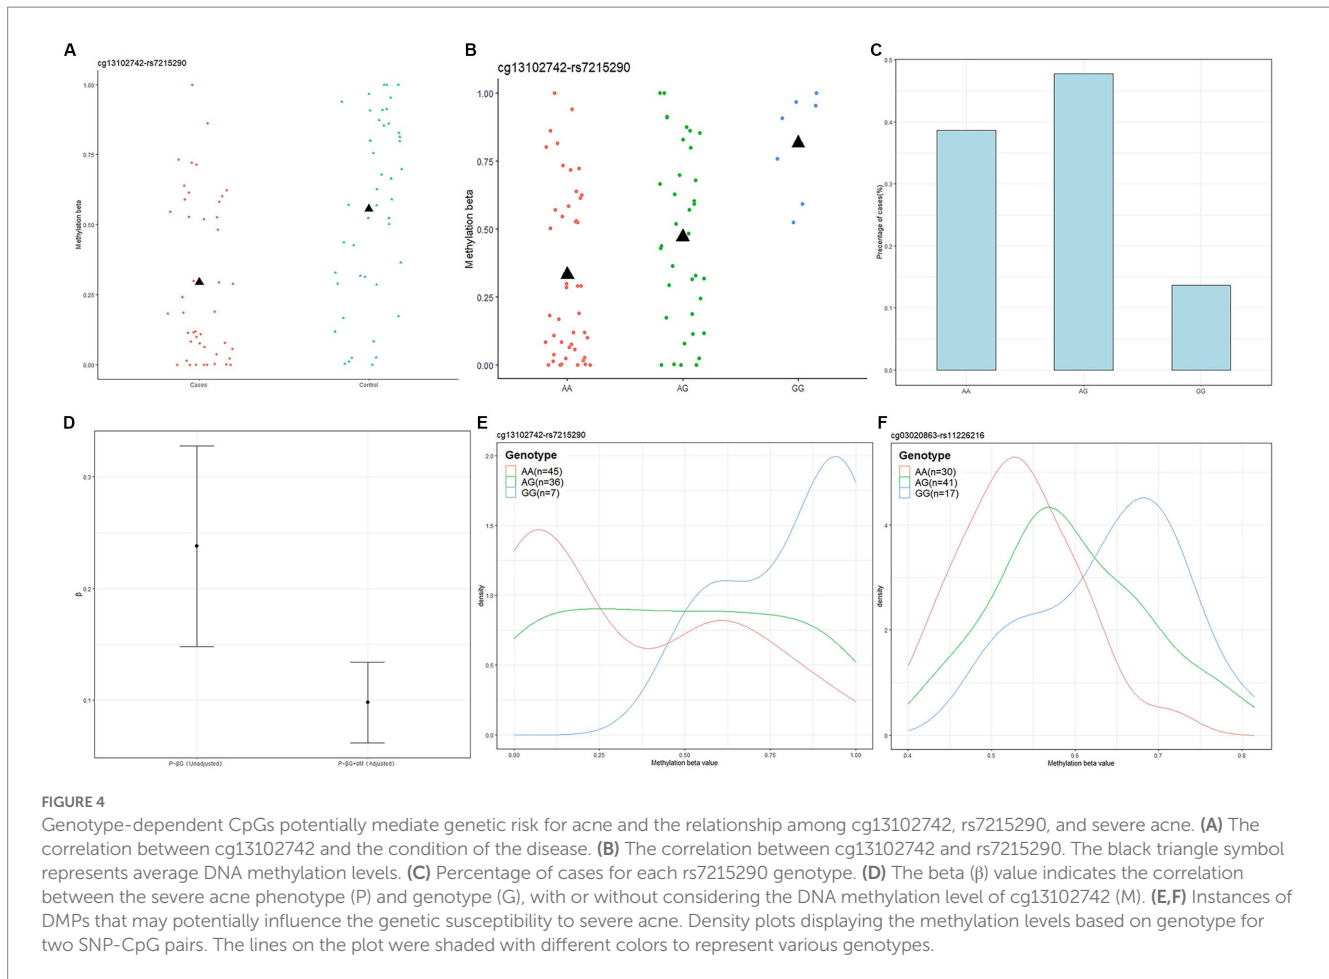 A
cg13102742-rs7215290
1.00
0.75
0.50
0.25
0.00
Methylation beta
Cases
Control
B
cg13102742-rs7215290
1.00
0.75
0.50
0.25
0.00
Methylation beta
AA
AG
GG
C
0.5
0.4
0.3
0.2
0.1
0.0
Precentage of cases(%)
AA
AG
GG
D
0.3
0.2
0.1
β
P~βG (Unadjusted)
P~βG+αM (Adjusted)
E
cg13102742-rs7215290
Genotype
AA(n=45)
AG(n=36)
GG(n=7)
2.0
1.5
1.0
0.5
0.0
density
0.00
0.25
0.50
0.75
1.00
Methylation beta value
F
cg03020863-rs11226216
Genotype
AA(n=30)
AG(n=41)
GG(n=17)
4
2
0
density
0.4
0.5
0.6
0.7
0.8
Methylation beta value
FIGURE 4
Genotype-dependent CpGs potentially mediate genetic risk for acne and the relationship among cg13102742, rs7215290, and severe acne. (A) The
correlation between cg13102742 and the condition of the disease. (B) The correlation between cg13102742 and rs7215290. The black triangle symbol
represents average DNA methylation levels. (C) Percentage of cases for each rs7215290 genotype. (D) The beta (β) value indicates the correlation
between the severe acne phenotype (P) and genotype (G), with or without considering the DNA methylation level of cg13102742 (M). (E,F) Instances of
DMPs that may potentially influence the genetic susceptibility to severe acne. Density plots displaying the methylation levels based on genotype for
two SNP-CpG pairs. The lines on the plot were shaded with different colors to represent various genotypes.